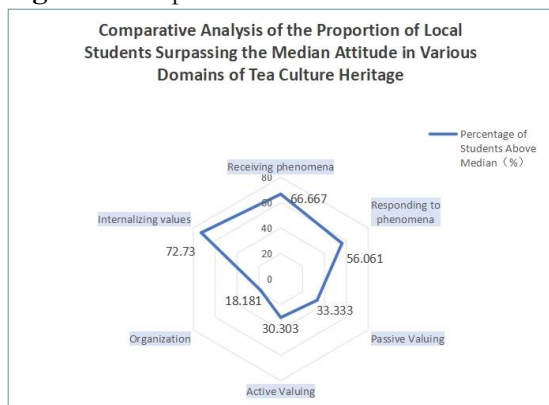 Comparative Analysis of the Proportion of Local
Students Surpassing the Median Attitude in Various
Domains of Tea Culture Heritage
Percentage of
Students Above
Median（%）
Receiving phenomena
80
66.667
60
Internalizing values
Responding to
phenomena
72.73
40
56.061
20
0
18.181
33.333
30.303
Organization
Passive Valuing
Active Valuing